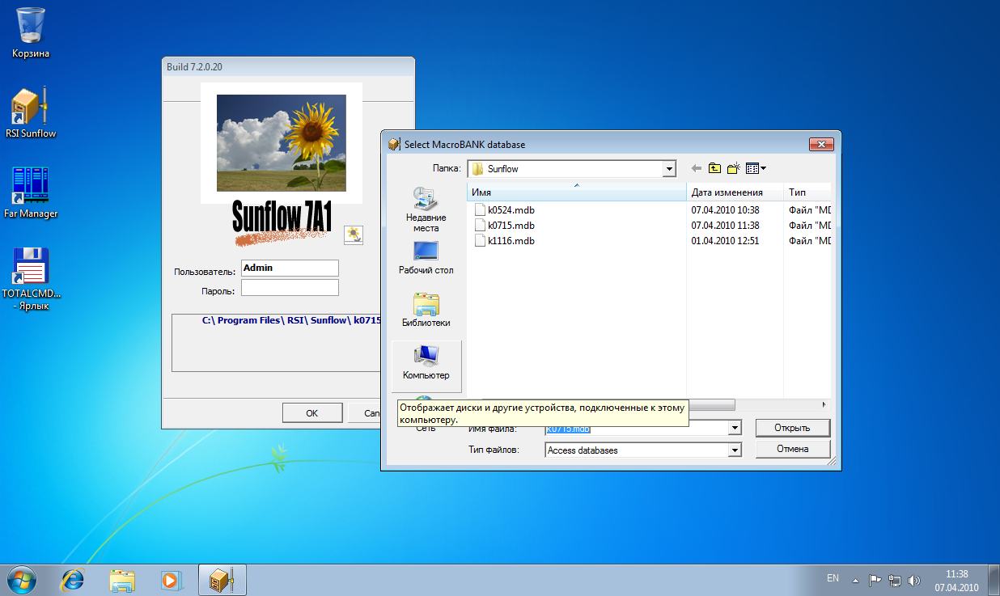 Корзина
RSI Sunflow
Far Manager
TOTALCMD...
- Ярлык
Build 7.2.0.20
Sunflow 7A1
Пользователь:
Admin
Пароль:
C:\ Program Files\ RSI\ Sunflow\ k0715
OK
Can
Select MacroBANK database
Папка:
Sunflow
Недавние
места
Рабочий стол
Библиотеки
Компьютер
Сеть
Имя
Дата изменения
Тип
k0524.mdb
07.04.2010 10:38
Файл "MD
k0715.mdb
07.04.2010 11:38
Файл "MD
k1116.mdb
01.04.2010 12:51
Файл "MD
Отображает диски и другие устройства, подключенные к этому
компьютеру.
Имя файла:
k0715.mdb
Открыть
Тип файлов:
Access databases
Отмена
EN
11:38
07.04.2010